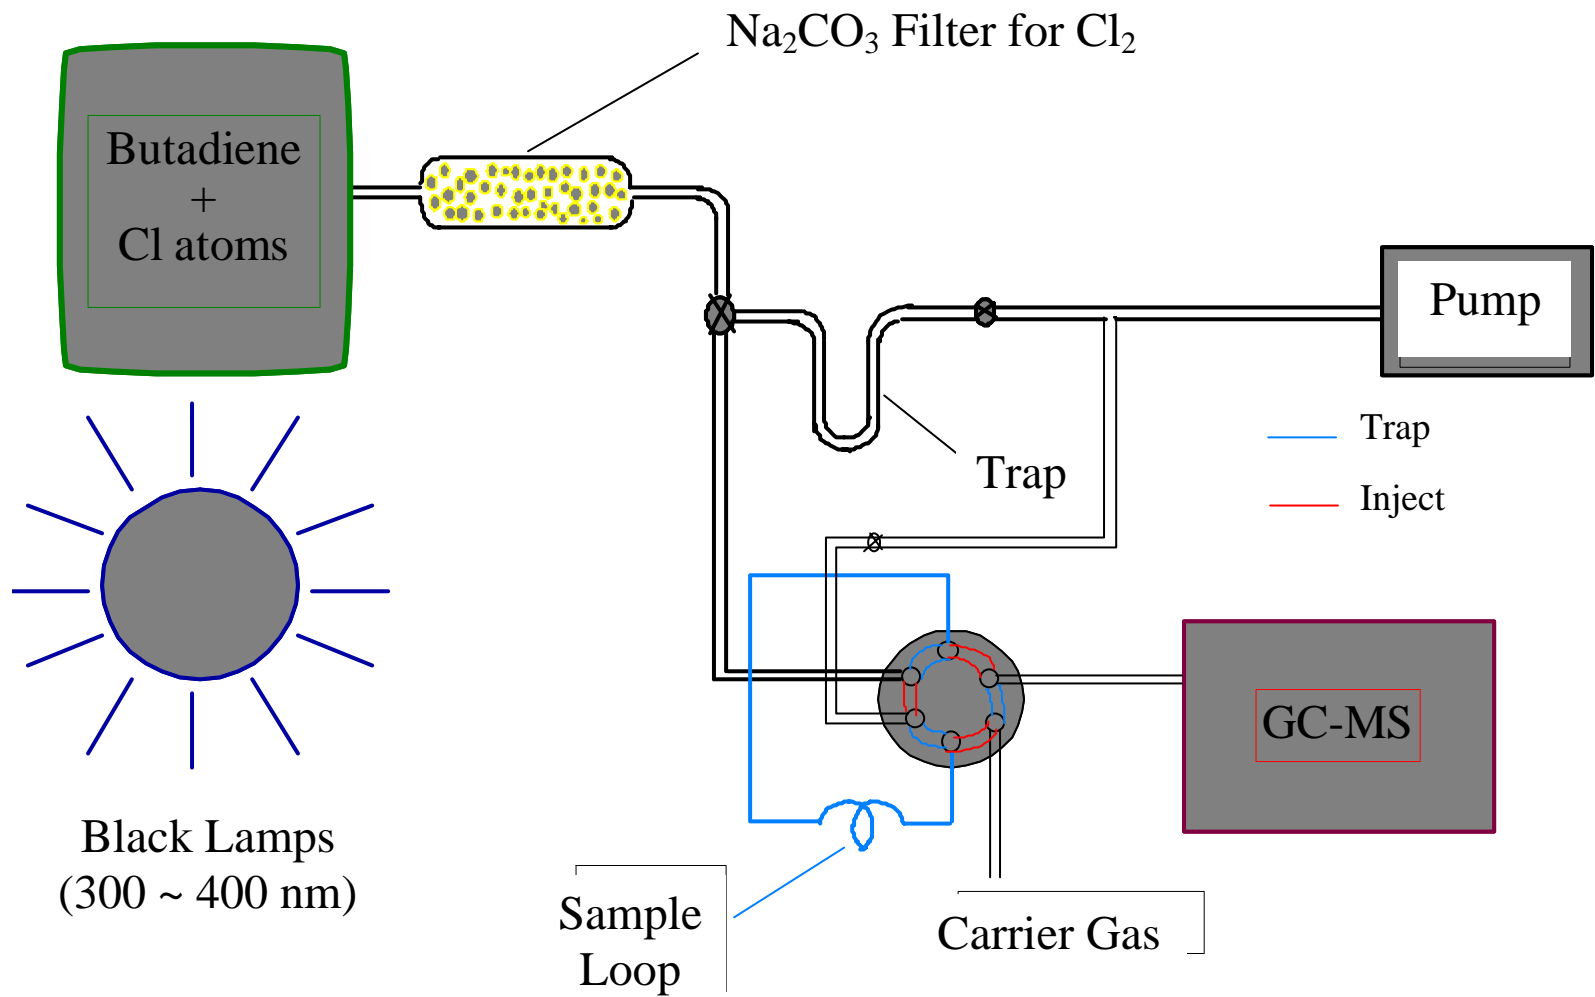 Na₂CO₃ Filter for Cl₂
Butadiene
+
Cl atoms
Pump
Trap
Trap
Inject
GC-MS
Black Lamps
(300 ~ 400 nm)
Sample
Loop
Carrier Gas